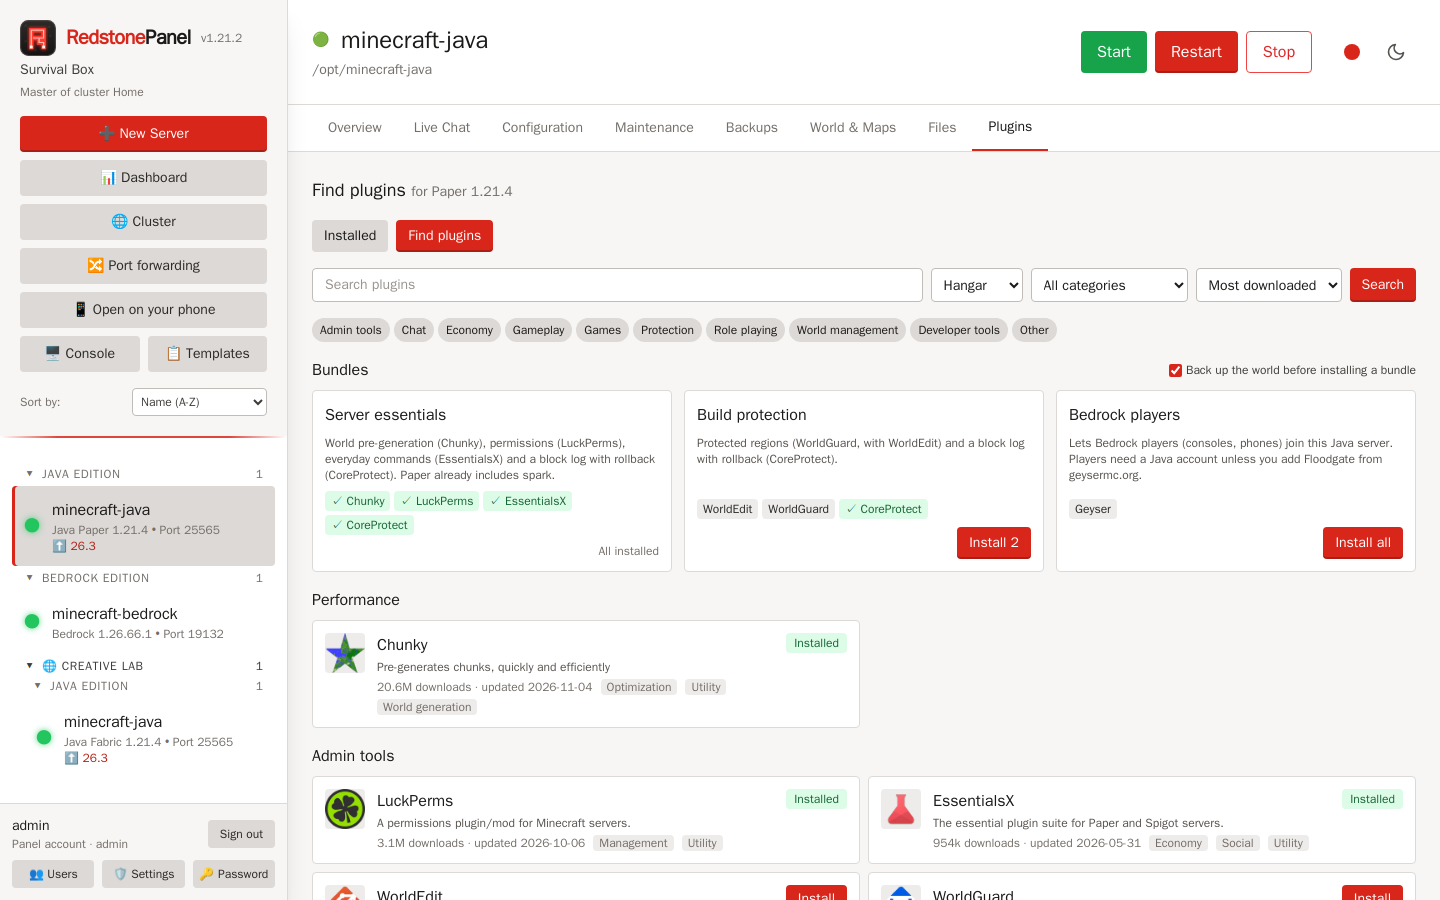 RedstonePanel v1.21.2
Survival Box
Master of cluster Home
➕ New Server
📊 Dashboard
🌐 Cluster
🔀 Port forwarding
📱 Open on your phone
🖥️ Console
📋 Templates
Sort by:
Name (A-Z)
▼ JAVA EDITION 1
minecraft-java
Java Paper 1.21.4 • Port 25565
⬆️ 26.3
▼ BEDROCK EDITION 1
minecraft-bedrock
Bedrock 1.26.66.1 • Port 19132
▼ 🌐 CREATIVE LAB 1
▼ JAVA EDITION 1
minecraft-java
Java Fabric 1.21.4 • Port 25565
⬆️ 26.3
admin
Panel account · admin
Sign out
👥 Users
🛡️ Settings
🔑 Password
minecraft-java
/opt/minecraft-java
Start
Restart
Stop
Overview
Live Chat
Configuration
Maintenance
Backups
World & Maps
Files
Plugins
Find plugins for Paper 1.21.4
Installed
Find plugins
Search plugins
Hangar
All categories
Most downloaded
Search
Admin tools
Chat
Economy
Gameplay
Games
Protection
Role playing
World management
Developer tools
Other
Bundles
Back up the world before installing a bundle
Server essentials
World pre-generation (Chunky), permissions (LuckPerms),
everyday commands (EssentialsX) and a block log with rollback
(CoreProtect). Paper already includes spark.
✓ Chunky
✓ LuckPerms
✓ EssentialsX
✓ CoreProtect
All installed
Build protection
Protected regions (WorldGuard, with WorldEdit) and a block log
with rollback (CoreProtect).
WorldEdit
WorldGuard
✓ CoreProtect
Install 2
Bedrock players
Lets Bedrock players (consoles, phones) join this Java server.
Players need a Java account unless you add Floodgate from
geysermc.org.
Geyser
Install all
Performance
Chunky
Installed
Pre-generates chunks, quickly and efficiently
20.6M downloads · updated 2026-11-04
Optimization
Utility
World generation
Admin tools
LuckPerms
Installed
A permissions plugin/mod for Minecraft servers.
3.1M downloads · updated 2026-10-06
Management
Utility
EssentialsX
Installed
The essential plugin suite for Paper and Spigot servers.
954k downloads · updated 2026-05-31
Economy
Social
Utility
WorldEdit
Install
WorldGuard
Install